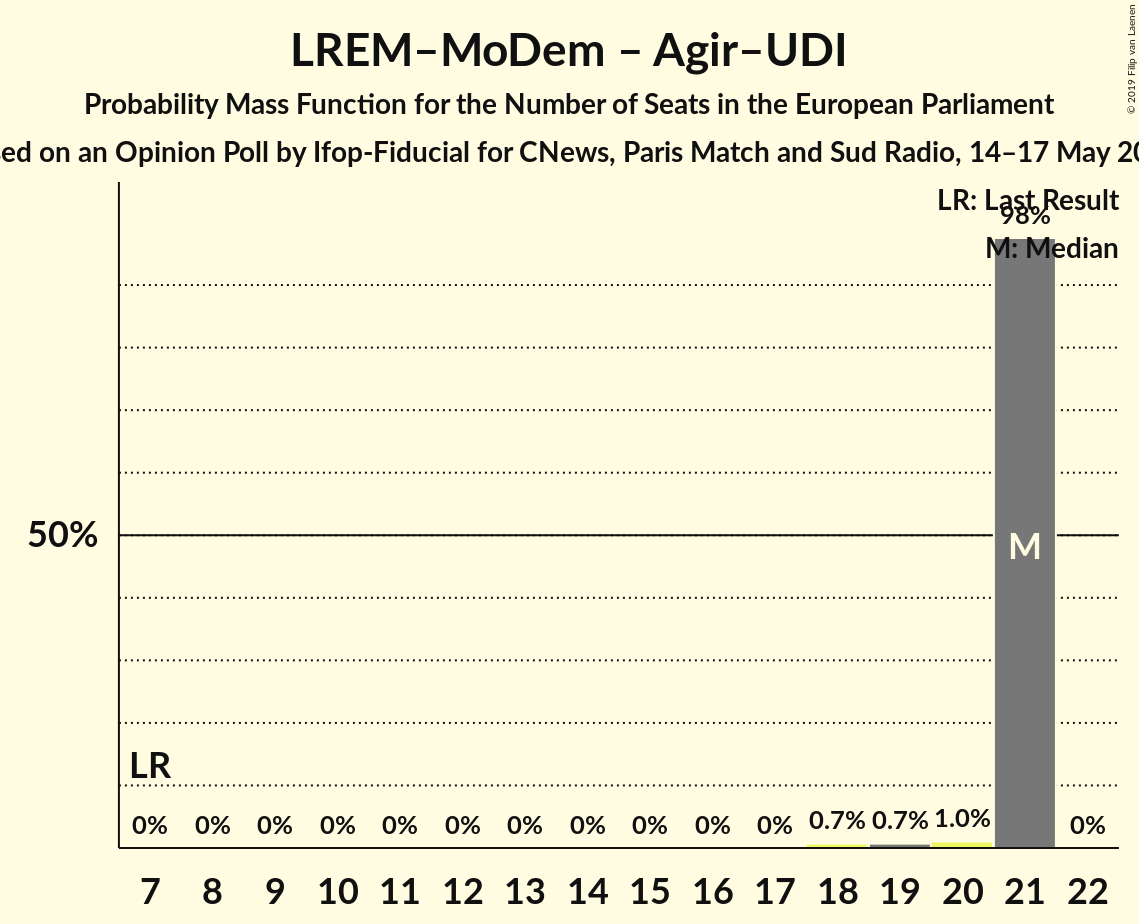 LREM–MoDem – Agir–UDI
Probability Mass Function for the Number of Seats in the European Parliament
on an Opinion Poll by Ifop-Fiducial for CNews, Paris Match and Sud Radio, 14–17 May
© 2019 Filip van Laenen
LR: Last Result
98%
M: Median
50%
M
LR
0% 0% 0% 0% 0% 0% 0% 0% 0% 0% 0% 0.7% 0.7% 1.0% 0%
7 8 9 10 11 12 13 14 15 16 17 18 19 20 21 22